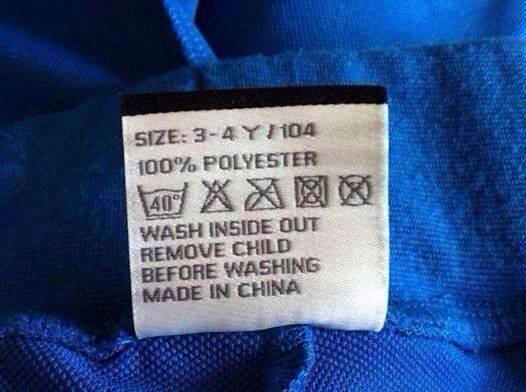 SIZE: 3-4 Y / 104
100% POLYESTER
40°
WASH INSIDE OUT
REMOVE CHILD
BEFORE WASHING
MADE IN CHINA